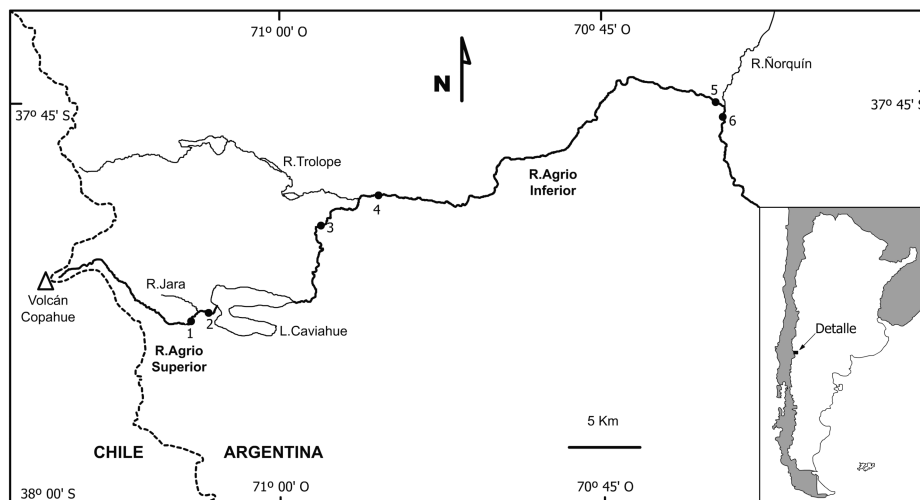 71º 00' O
70º 45' O
R.Ñorquín
N
37º 45' S
5
37º 45' S
6
R.Trolope
R.Agrio
Inferior
4
3
R.Jara
Volcán
Copahue
1
2
L.Caviahue
R.Agrio
Superior
Detalle
5 Km
CHILE
ARGENTINA
38º 00' S
71º 00' O
70º 45' O